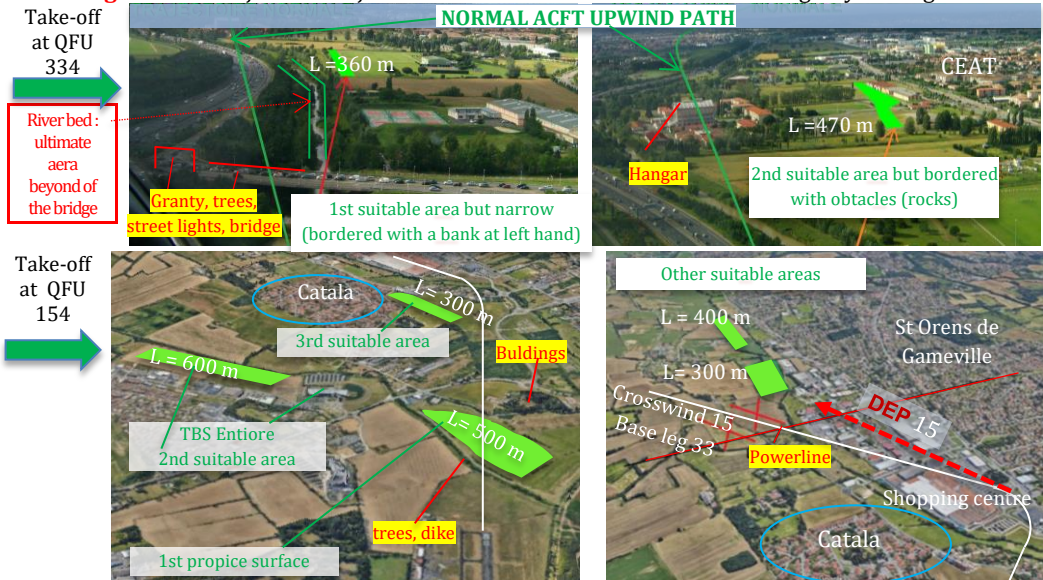 Take-off
at QFU
334
River bed :
ultimate
aera
beyond of
the bridge
NORMAL ACFT UPWIND PATH
L =360 m
Granty, trees,
street lights, bridge
1st suitable area but narrow
(bordered with a bank at left hand)
CEAT
L =470 m
Hangar
2nd suitable area but bordered
with obstacles (rocks)
Take-off
at QFU
154
Catala
L= 300 m
3rd suitable area
L = 600 m
Buldings
TBS Entiore
2nd suitable area
L= 500 m
trees, dike
1st propice surface
Other suitable areas
L = 400 m
St Orens de
Gameville
L= 300 m
Crosswind 15
Base leg 33
DEP 15
Powerline
Shopping centre
Catala